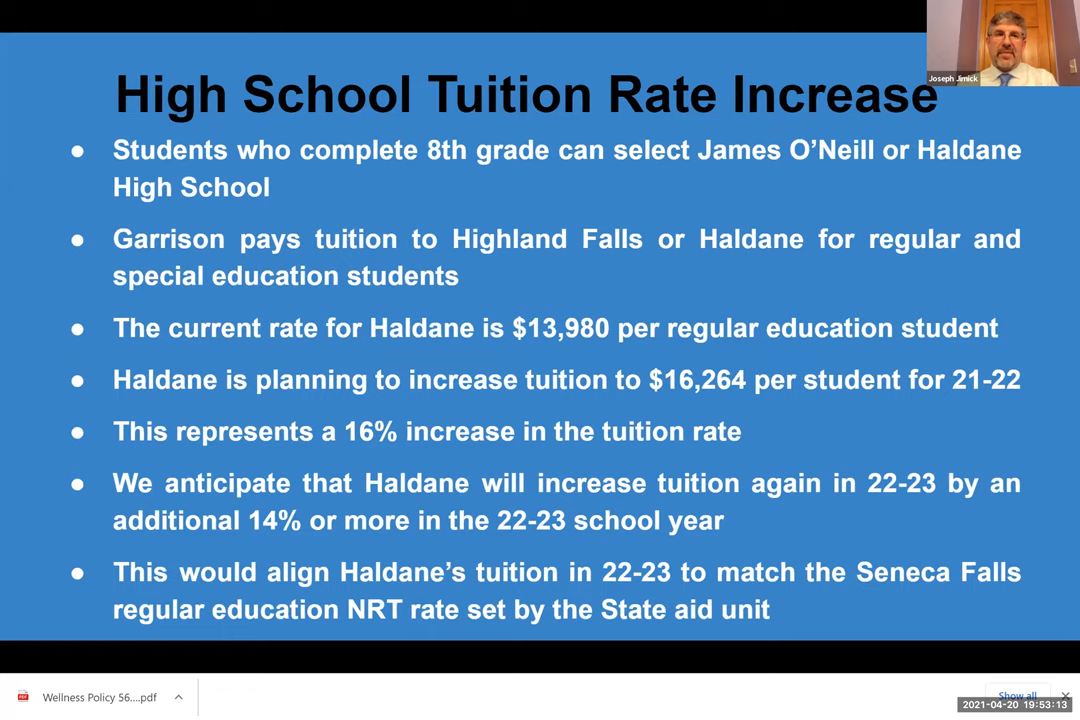 High School Tuition Rate Increase
Joseph Jimick
● Students who complete 8th grade can select James O’Neill or Haldane
High School
● Garrison pays tuition to Highland Falls or Haldane for regular and
special education students
● The current rate for Haldane is $13,980 per regular education student
● Haldane is planning to increase tuition to $16,264 per student for 21-22
● This represents a 16% increase in the tuition rate
● We anticipate that Haldane will increase tuition again in 22-23 by an
additional 14% or more in the 22-23 school year
● This would align Haldane’s tuition in 22-23 to match the Seneca Falls
regular education NRT rate set by the State aid unit
PDF
Wellness Policy 56....pdf
Show all
2021-04-20 19:53:13